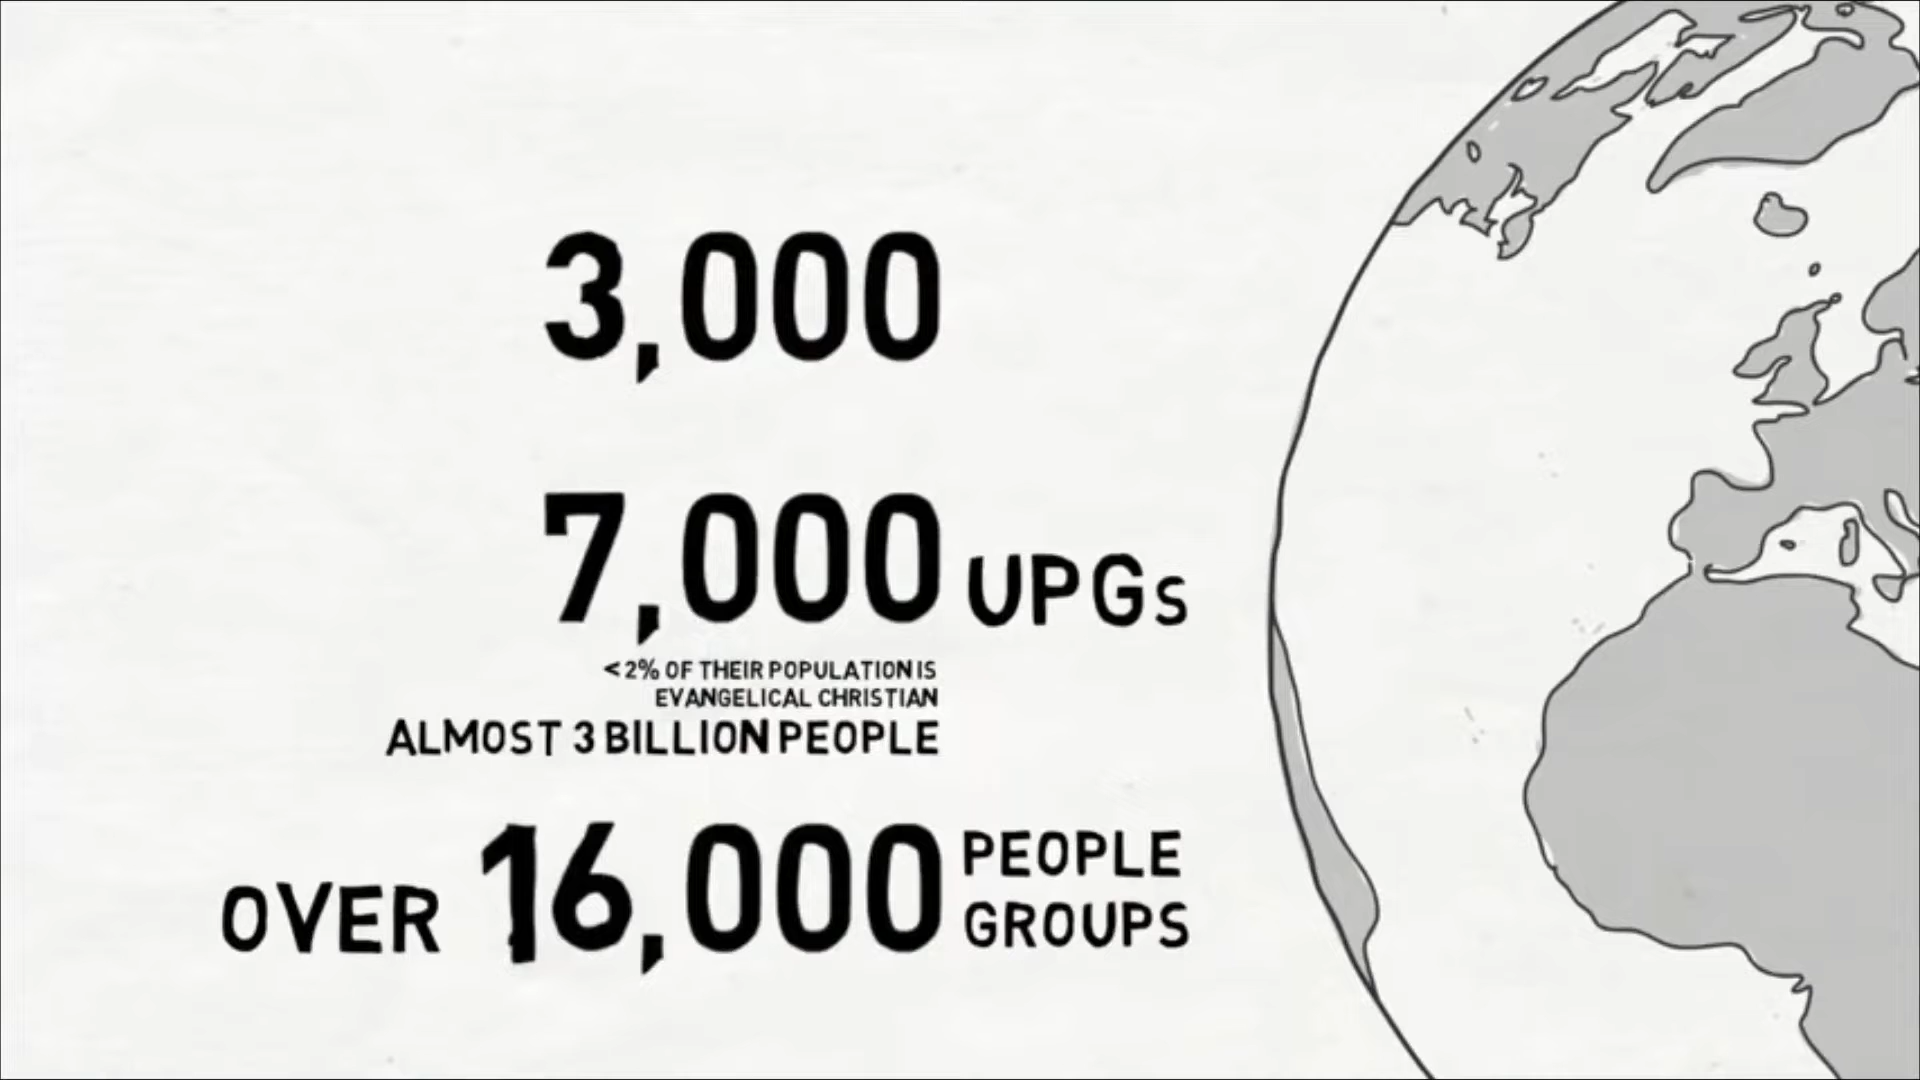 3,000
7,000 UPGs
<2% OF THEIR POPULATION IS
EVANGELICAL CHRISTIAN
ALMOST 3 BILLION PEOPLE
OVER 16,000 PEOPLE
GROUPS